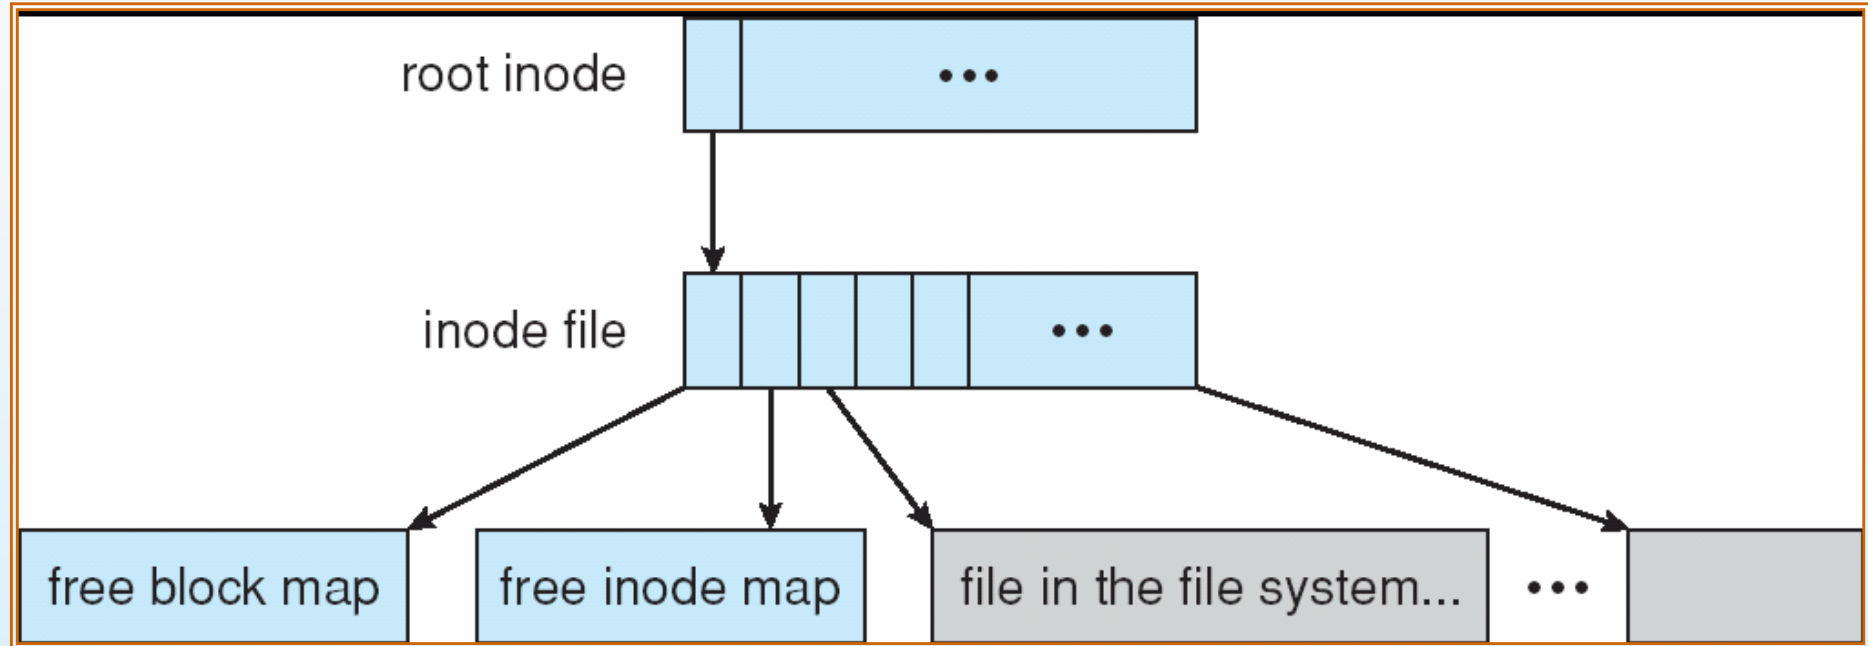 root inode
...
inode file
...
free block map
free inode map
file in the file system...
...